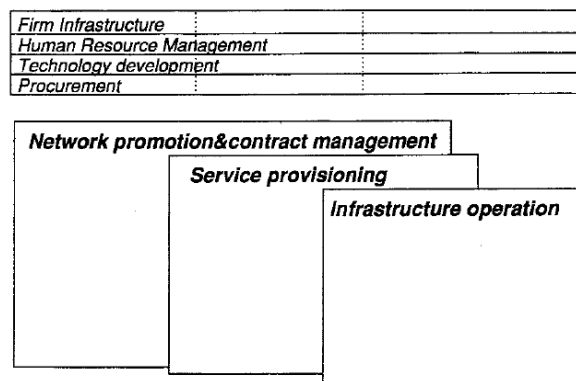 Firm Infrastructure
Human Resource Management
Technology development
Procurement
Network promotion&contract management
Service provisioning
Infrastructure operation